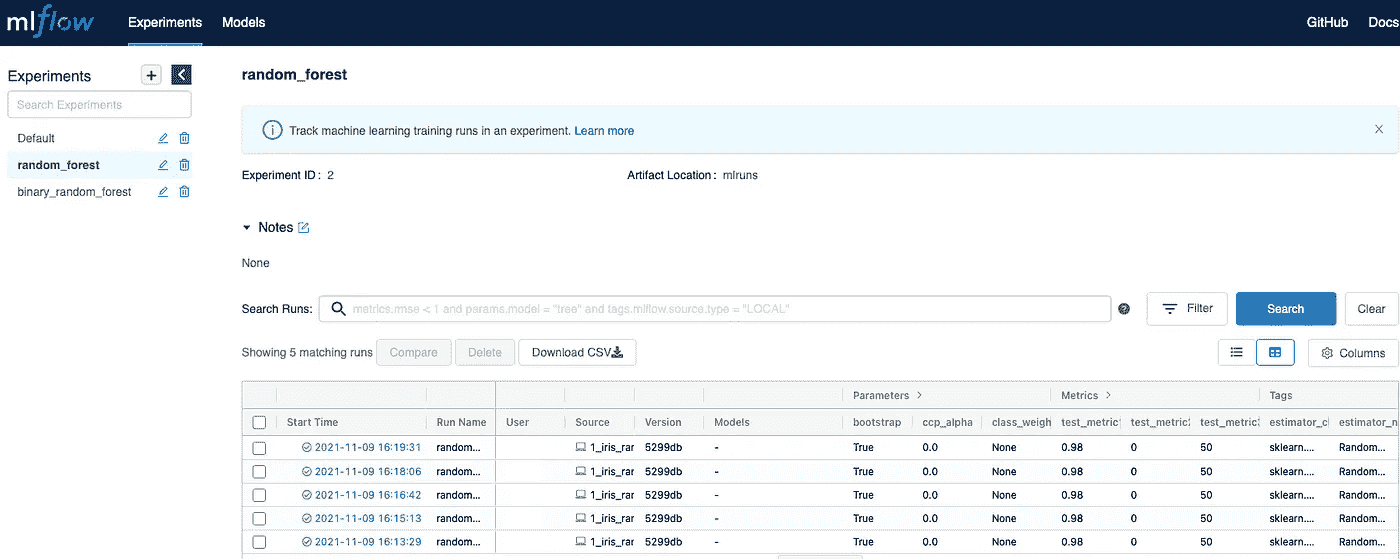 mlflow Experiments Models GitHub Docs
Experiments
Search Experiments
Default
random_forest
binary_random_forest
random_forest
Track machine learning training runs in an experiment. Learn more
Experiment ID: 2 Artifact Location: mlruns
Notes
None
Search Runs: metrics.rmse < 1 and params.model = "tree" and tags.mlflow.source.type = "LOCAL" Filter Search Clear
Showing 5 matching runs Compare Delete Download CSV Columns
Parameters > Metrics > Tags
Start Time Run Name User Source Version Models bootstrap ccp_alpha class_weigh test_metric1 test_metric2 test_metric3 estimator_cl estimator_n
2021-11-09 16:19:31 random... 1_iris_rar 5299db - True 0.0 None 0.98 0 50 sklearn.... Random...
2021-11-09 16:18:06 random... 1_iris_rar 5299db - True 0.0 None 0.98 0 50 sklearn.... Random...
2021-11-09 16:16:42 random... 1_iris_rar 5299db - True 0.0 None 0.98 0 50 sklearn.... Random...
2021-11-09 16:15:13 random... 1_iris_rar 5299db - True 0.0 None 0.98 0 50 sklearn.... Random...
2021-11-09 16:13:29 random... 1_iris_rar 5299db - True 0.0 None 0.98 0 50 sklearn.... Random...